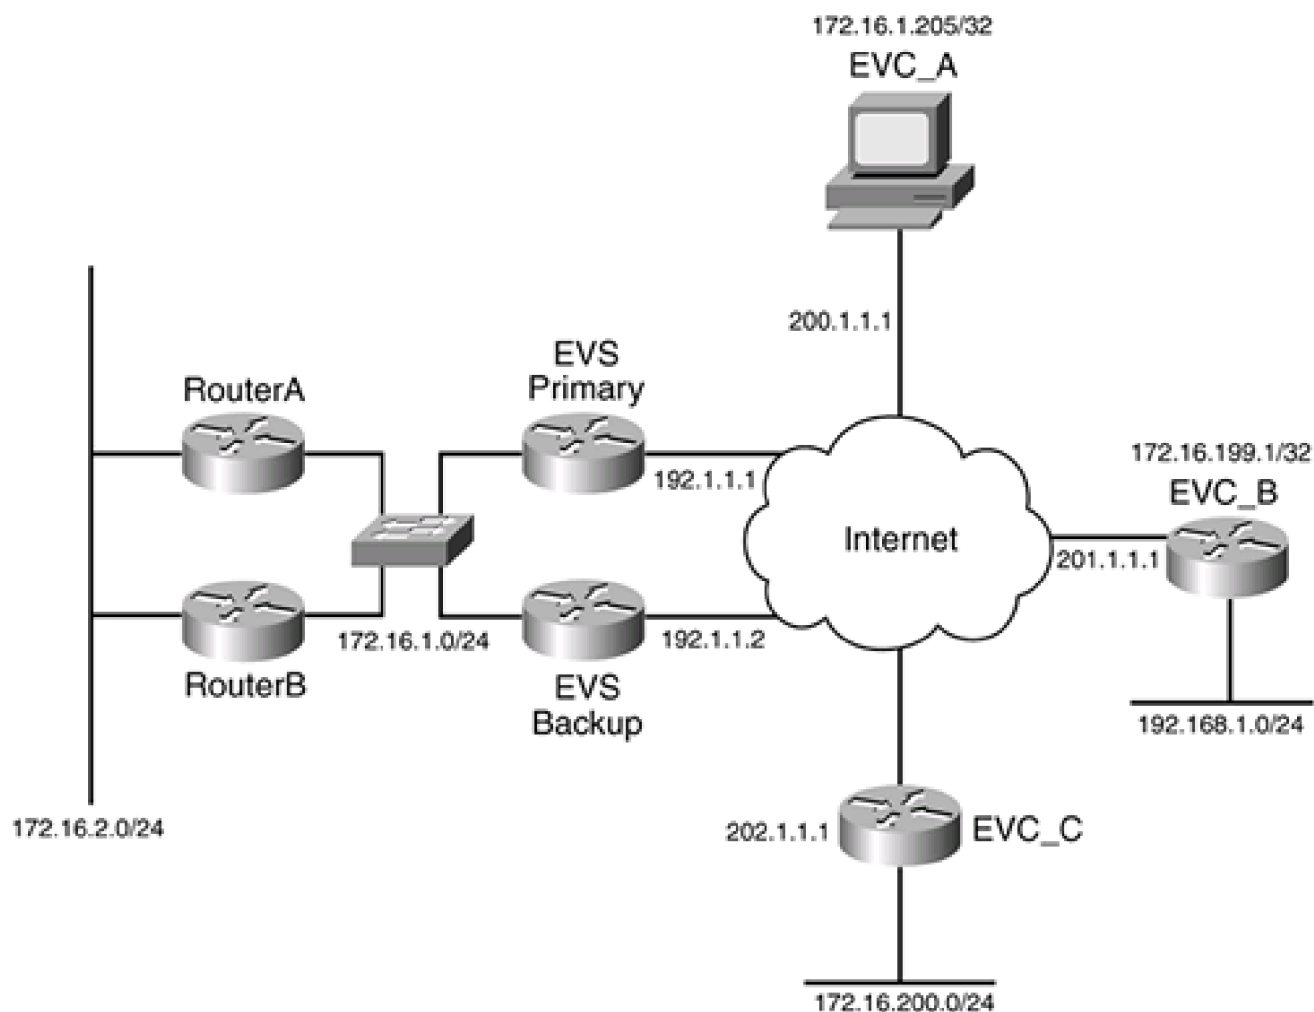 172.16.1.205/32
EVC_A
200.1.1.1
EVS
Primary
RouterA
192.1.1.1
172.16.199.1/32
EVC_B
Internet
201.1.1.1
172.16.1.0/24
192.1.1.2
RouterB
EVS
Backup
192.168.1.0/24
172.16.2.0/24
202.1.1.1
EVC_C
172.16.200.0/24